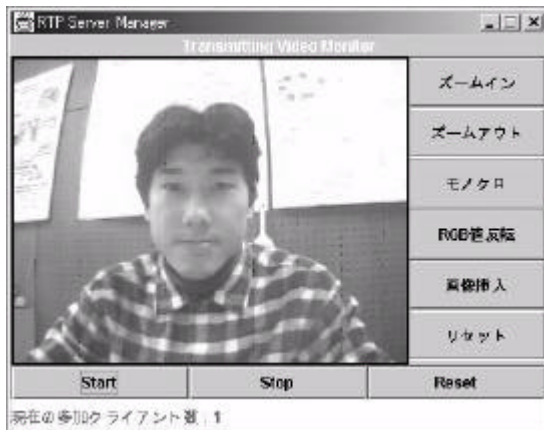 RTP Server Manager
Transmitting Video Monitor
ズームイン
ズームアウト
モノクロ
RGB値反転
画像挿入
リセット
Start
Stop
Reset
現在の参加クライアント数 : 1